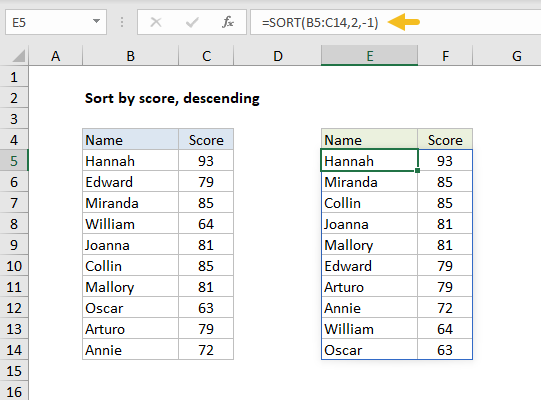 E5 fx =SORT(B5:C14,2,-1)
A B C D E F G
1
2 Sort by score, descending
3
4 Name Score Name Score
5 Hannah 93 Hannah 93
6 Edward 79 Miranda 85
7 Miranda 85 Collin 85
8 William 64 Joanna 81
9 Joanna 81 Mallory 81
10 Collin 85 Edward 79
11 Mallory 81 Arturo 79
12 Oscar 63 Annie 72
13 Arturo 79 William 64
14 Annie 72 Oscar 63
15
16